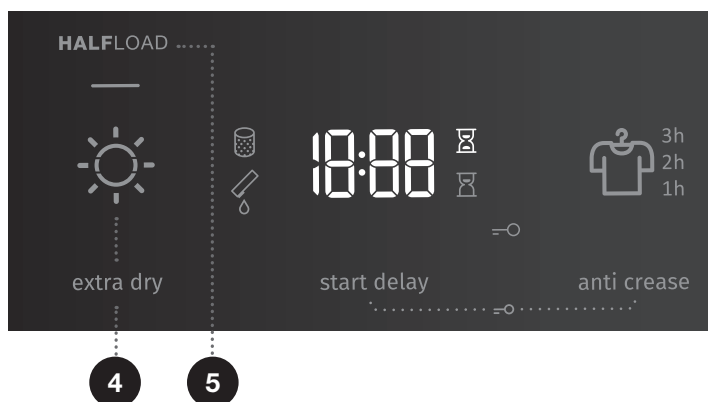 HALFLOAD
18:88
3h
2h
1h
extra dry
start delay
anti crease
4
5